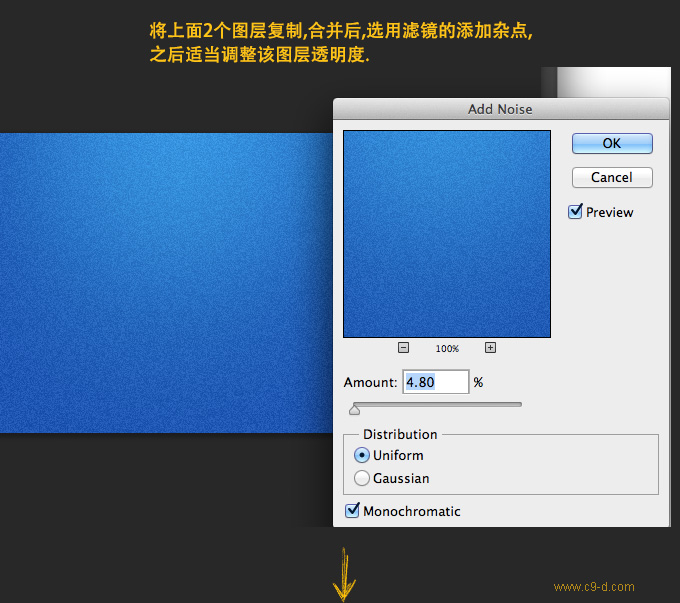 将上面2个图层复制,合并后,选用滤镜的添加杂点,
之后适当调整该图层透明度.
Add Noise
OK
Cancel
Preview
100%
Amount: 4.80 %
Distribution
Uniform
Gaussian
Monochromatic
www.c9-d.com